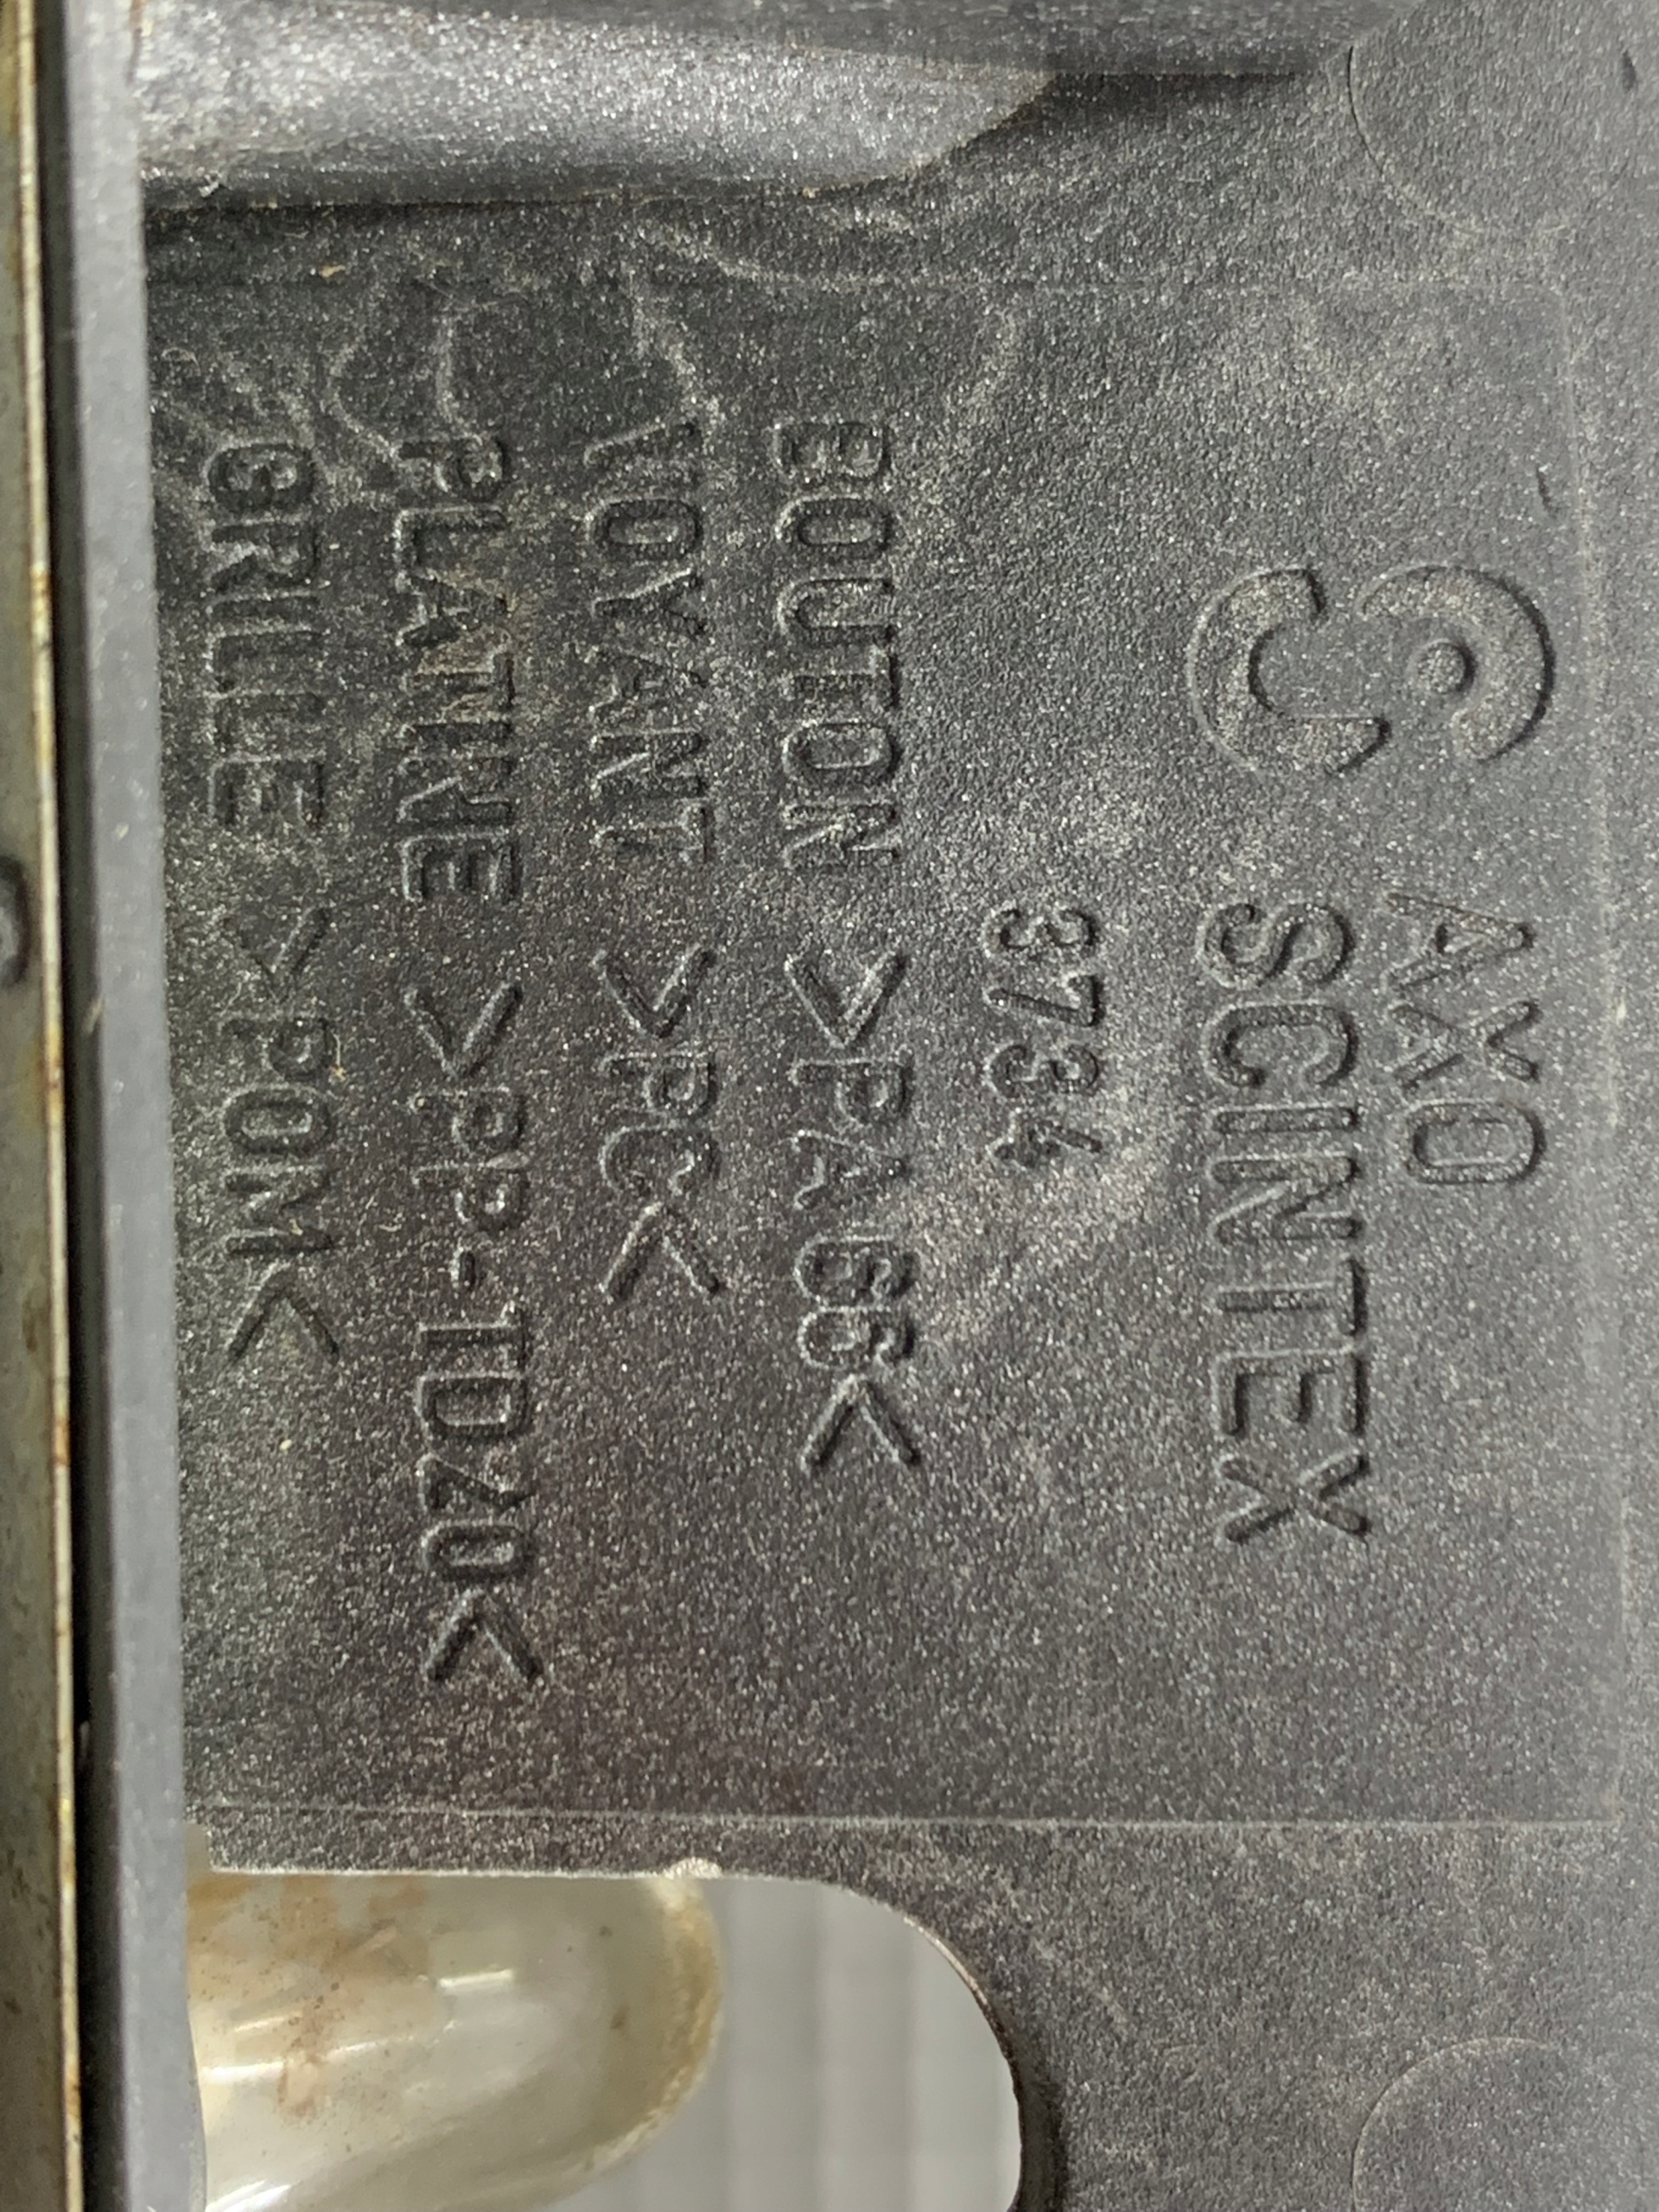 AXO
SCINTEX
3734
BOUTON >PA 66<
VOYANT >PC<
PLATINE >PP-TD20<
GRILLE >POM<